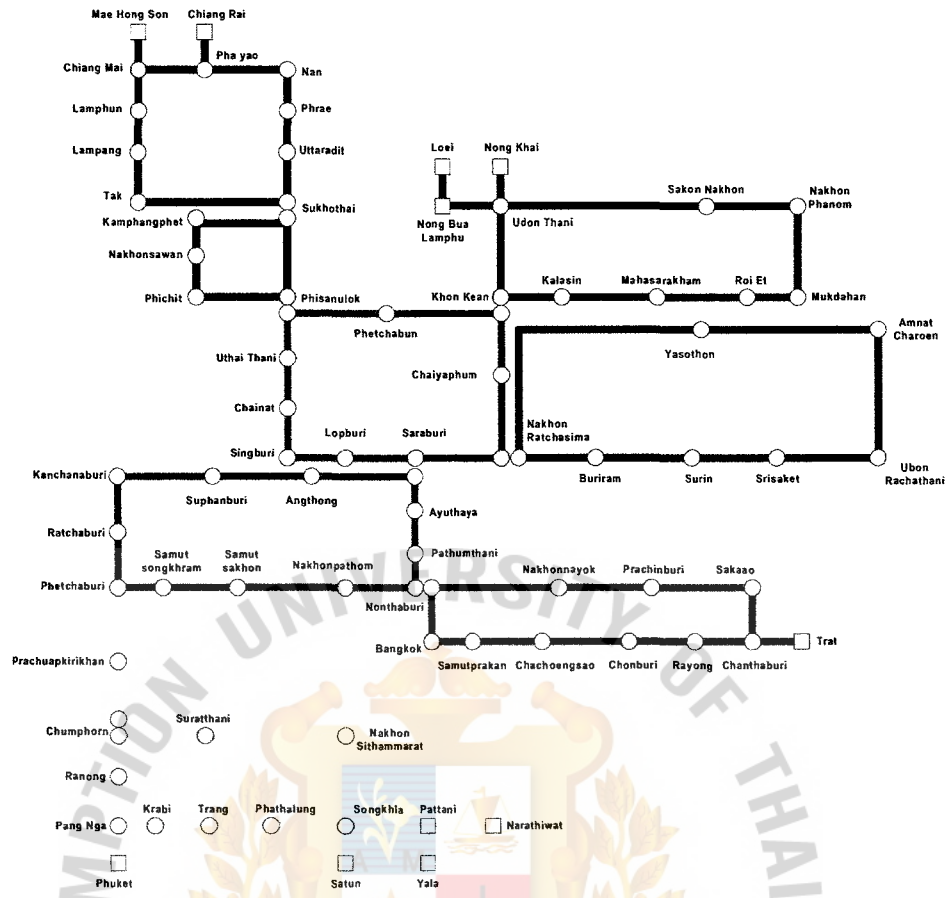 Mae Hong Son
Chiang Rai
Chiang Mai
Pha yao
Nan
Lamphun
Phrae
Lampang
Uttaradit
Tak
Sukhothai
Kamphangphet
Nakhonsawan
Phichit
Phisanulok
Loei
Nong Khai
Sakon Nakhon
Nakhon
Phanom
Nong Bua
Lamphu
Udon Thani
Khon Kean
Kalasin
Mahasarakham
Roi Et
Mukdahan
Phetchabun
Yasothon
Amnat
Charoen
Uthai Thani
Chaiyaphum
Chainat
Nakhon
Ratchasima
Singburi
Lopburi
Saraburi
Buriram
Surin
Srisaket
Ubon
Rachathani
Kanchanaburi
Suphanburi
Angthong
Ayuthaya
Ratchaburi
Pathumthani
Samut
songkhram
Samut
sakhon
Nakhonpathom
Phetchaburi
Nonthaburi
Nakhonnayok
Prachinburi
Sakaao
Bangkok
Samutprakan
Chachoengsao
Chonburi
Rayong
Chanthaburi
Trat
Prachuapkirikhan
Chumphorn
Suratthani
Nakhon
Sithammarat
Ranong
Pang Nga
Krabi
Trang
Phathalung
Songkhla
Pattani
Narathiwat
Phuket
Satun
Yala
MPTION UNIVERSITY OF THAI
A M